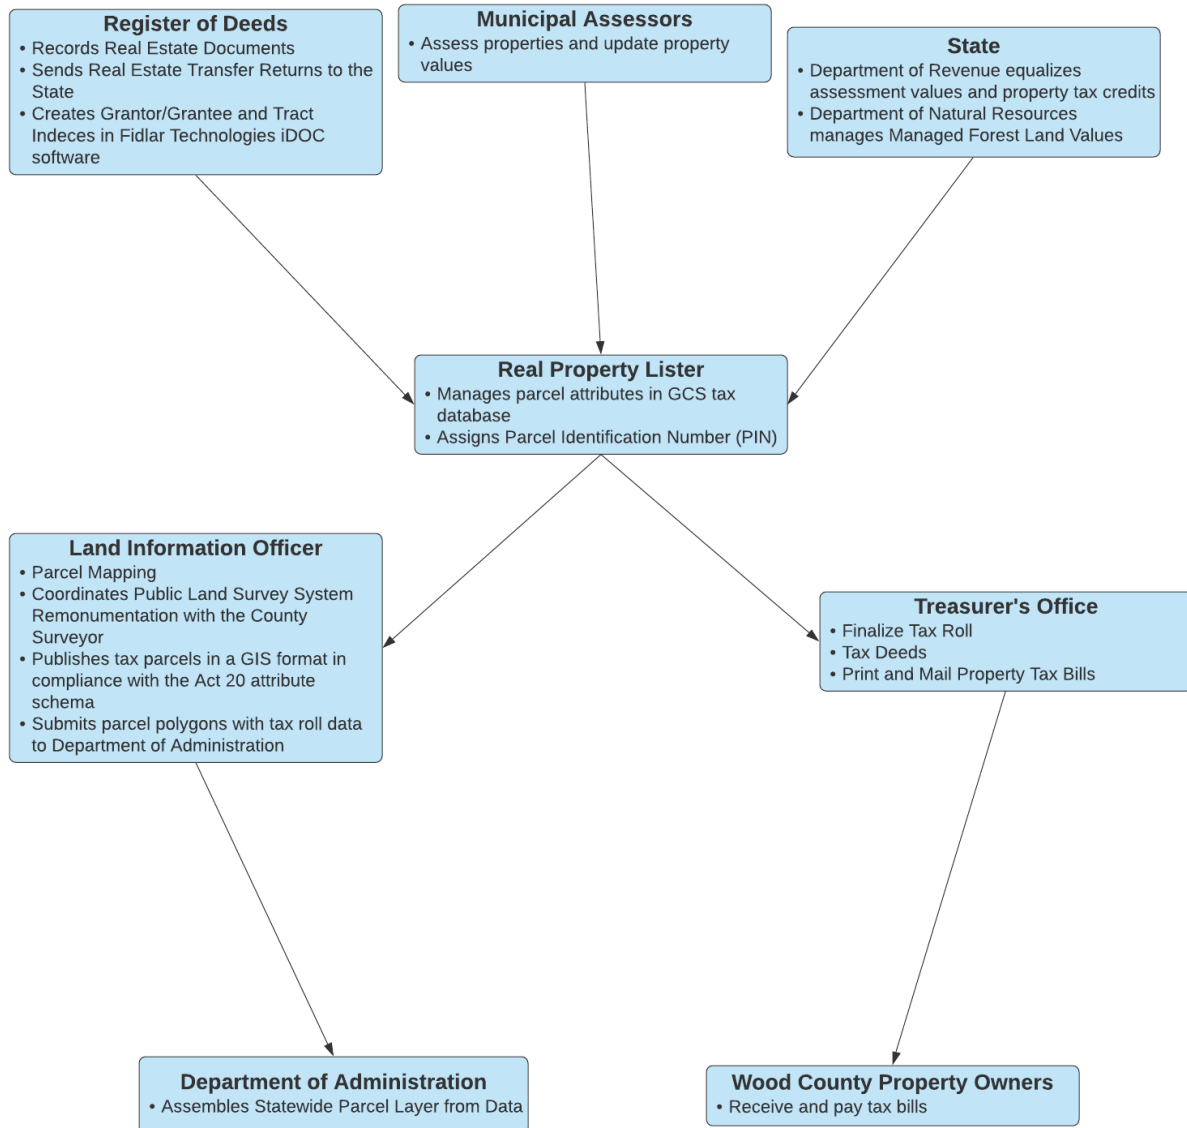 Register of Deeds
• Records Real Estate Documents
• Sends Real Estate Transfer Returns to the
State
• Creates Grantor/Grantee and Tract
Indeces in Fidlar Technologies iDOC
software
Municipal Assessors
• Assess properties and update property
values
State
• Department of Revenue equalizes
assessment values and property tax credits
• Department of Natural Resources
manages Managed Forest Land Values
Real Property Lister
• Manages parcel attributes in GCS tax
database
• Assigns Parcel Identification Number (PIN)
Land Information Officer
• Parcel Mapping
• Coordinates Public Land Survey System
Remonumentation with the County
Surveyor
• Publishes tax parcels in a GIS format in
compliance with the Act 20 attribute
schema
• Submits parcel polygons with tax roll data
to Department of Administration
Treasurer's Office
• Finalize Tax Roll
• Tax Deeds
• Print and Mail Property Tax Bills
Department of Administration
• Assembles Statewide Parcel Layer from Data
Wood County Property Owners
• Receive and pay tax bills